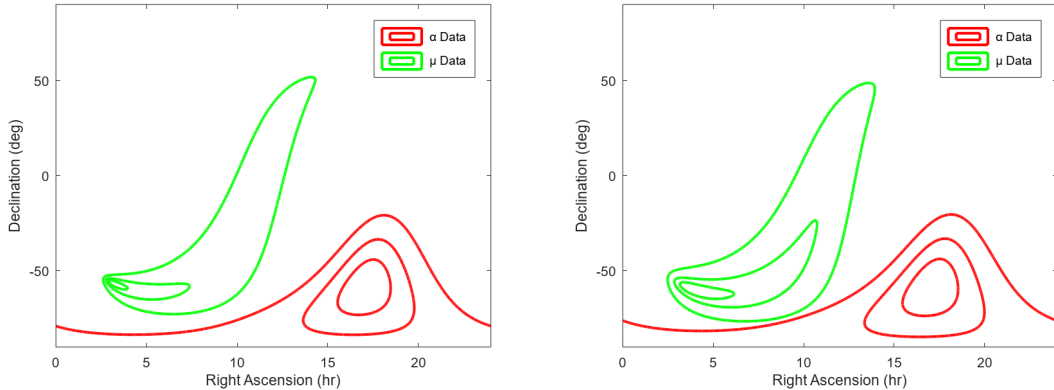 α Data
μ Data
50
0
-50
0
5
10
15
20
Declination (deg)
Right Ascension (hr)
α Data
μ Data
50
0
-50
0
5
10
15
20
Declination (deg)
Right Ascension (hr)